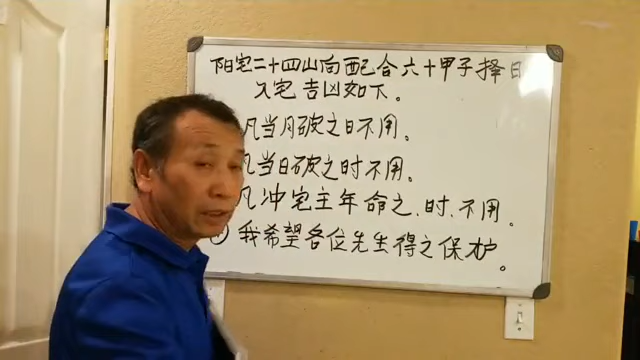 阳宅二十四山向配合六十甲子择日
入宅吉凶如下。
凡当月破之日不用。
凡当日破之时不用。
凡冲宅主年命之.时.不用。
我希望各位先生得之保护。